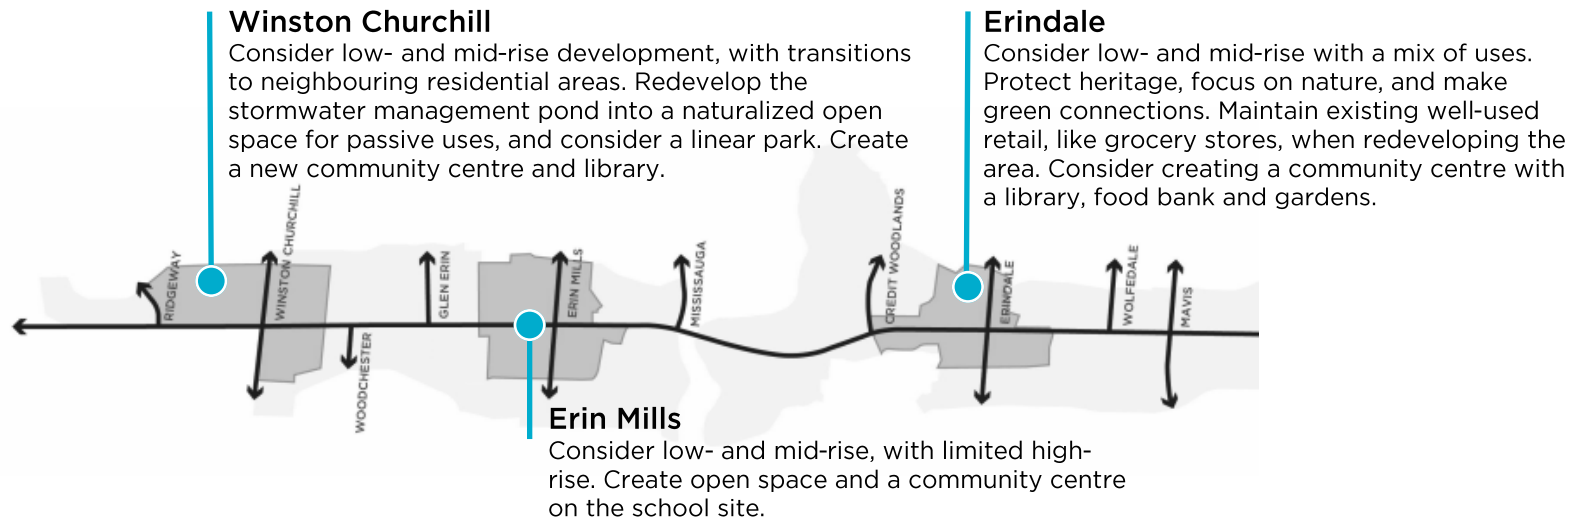 Winston Churchill
Consider low- and mid-rise development, with transitions
to neighbouring residential areas. Redevelop the
stormwater management pond into a naturalized open
space for passive uses, and consider a linear park. Create
a new community centre and library.
Erindale
Consider low- and mid-rise with a mix of uses.
Protect heritage, focus on nature, and make
green connections. Maintain existing well-used
retail, like grocery stores, when redeveloping the
area. Consider creating a community centre with
a library, food bank and gardens.
RIDGEWAY
WINSTON CHURCHILL
WOODCHESTER
GLEN ERIN
ERIN MILLS
MISSISSAUGA
CREDIT WOODLANDS
ERINDALE
WOLFEDALE
MAVIS
Erin Mills
Consider low- and mid-rise, with limited high-
rise. Create open space and a community centre
on the school site.